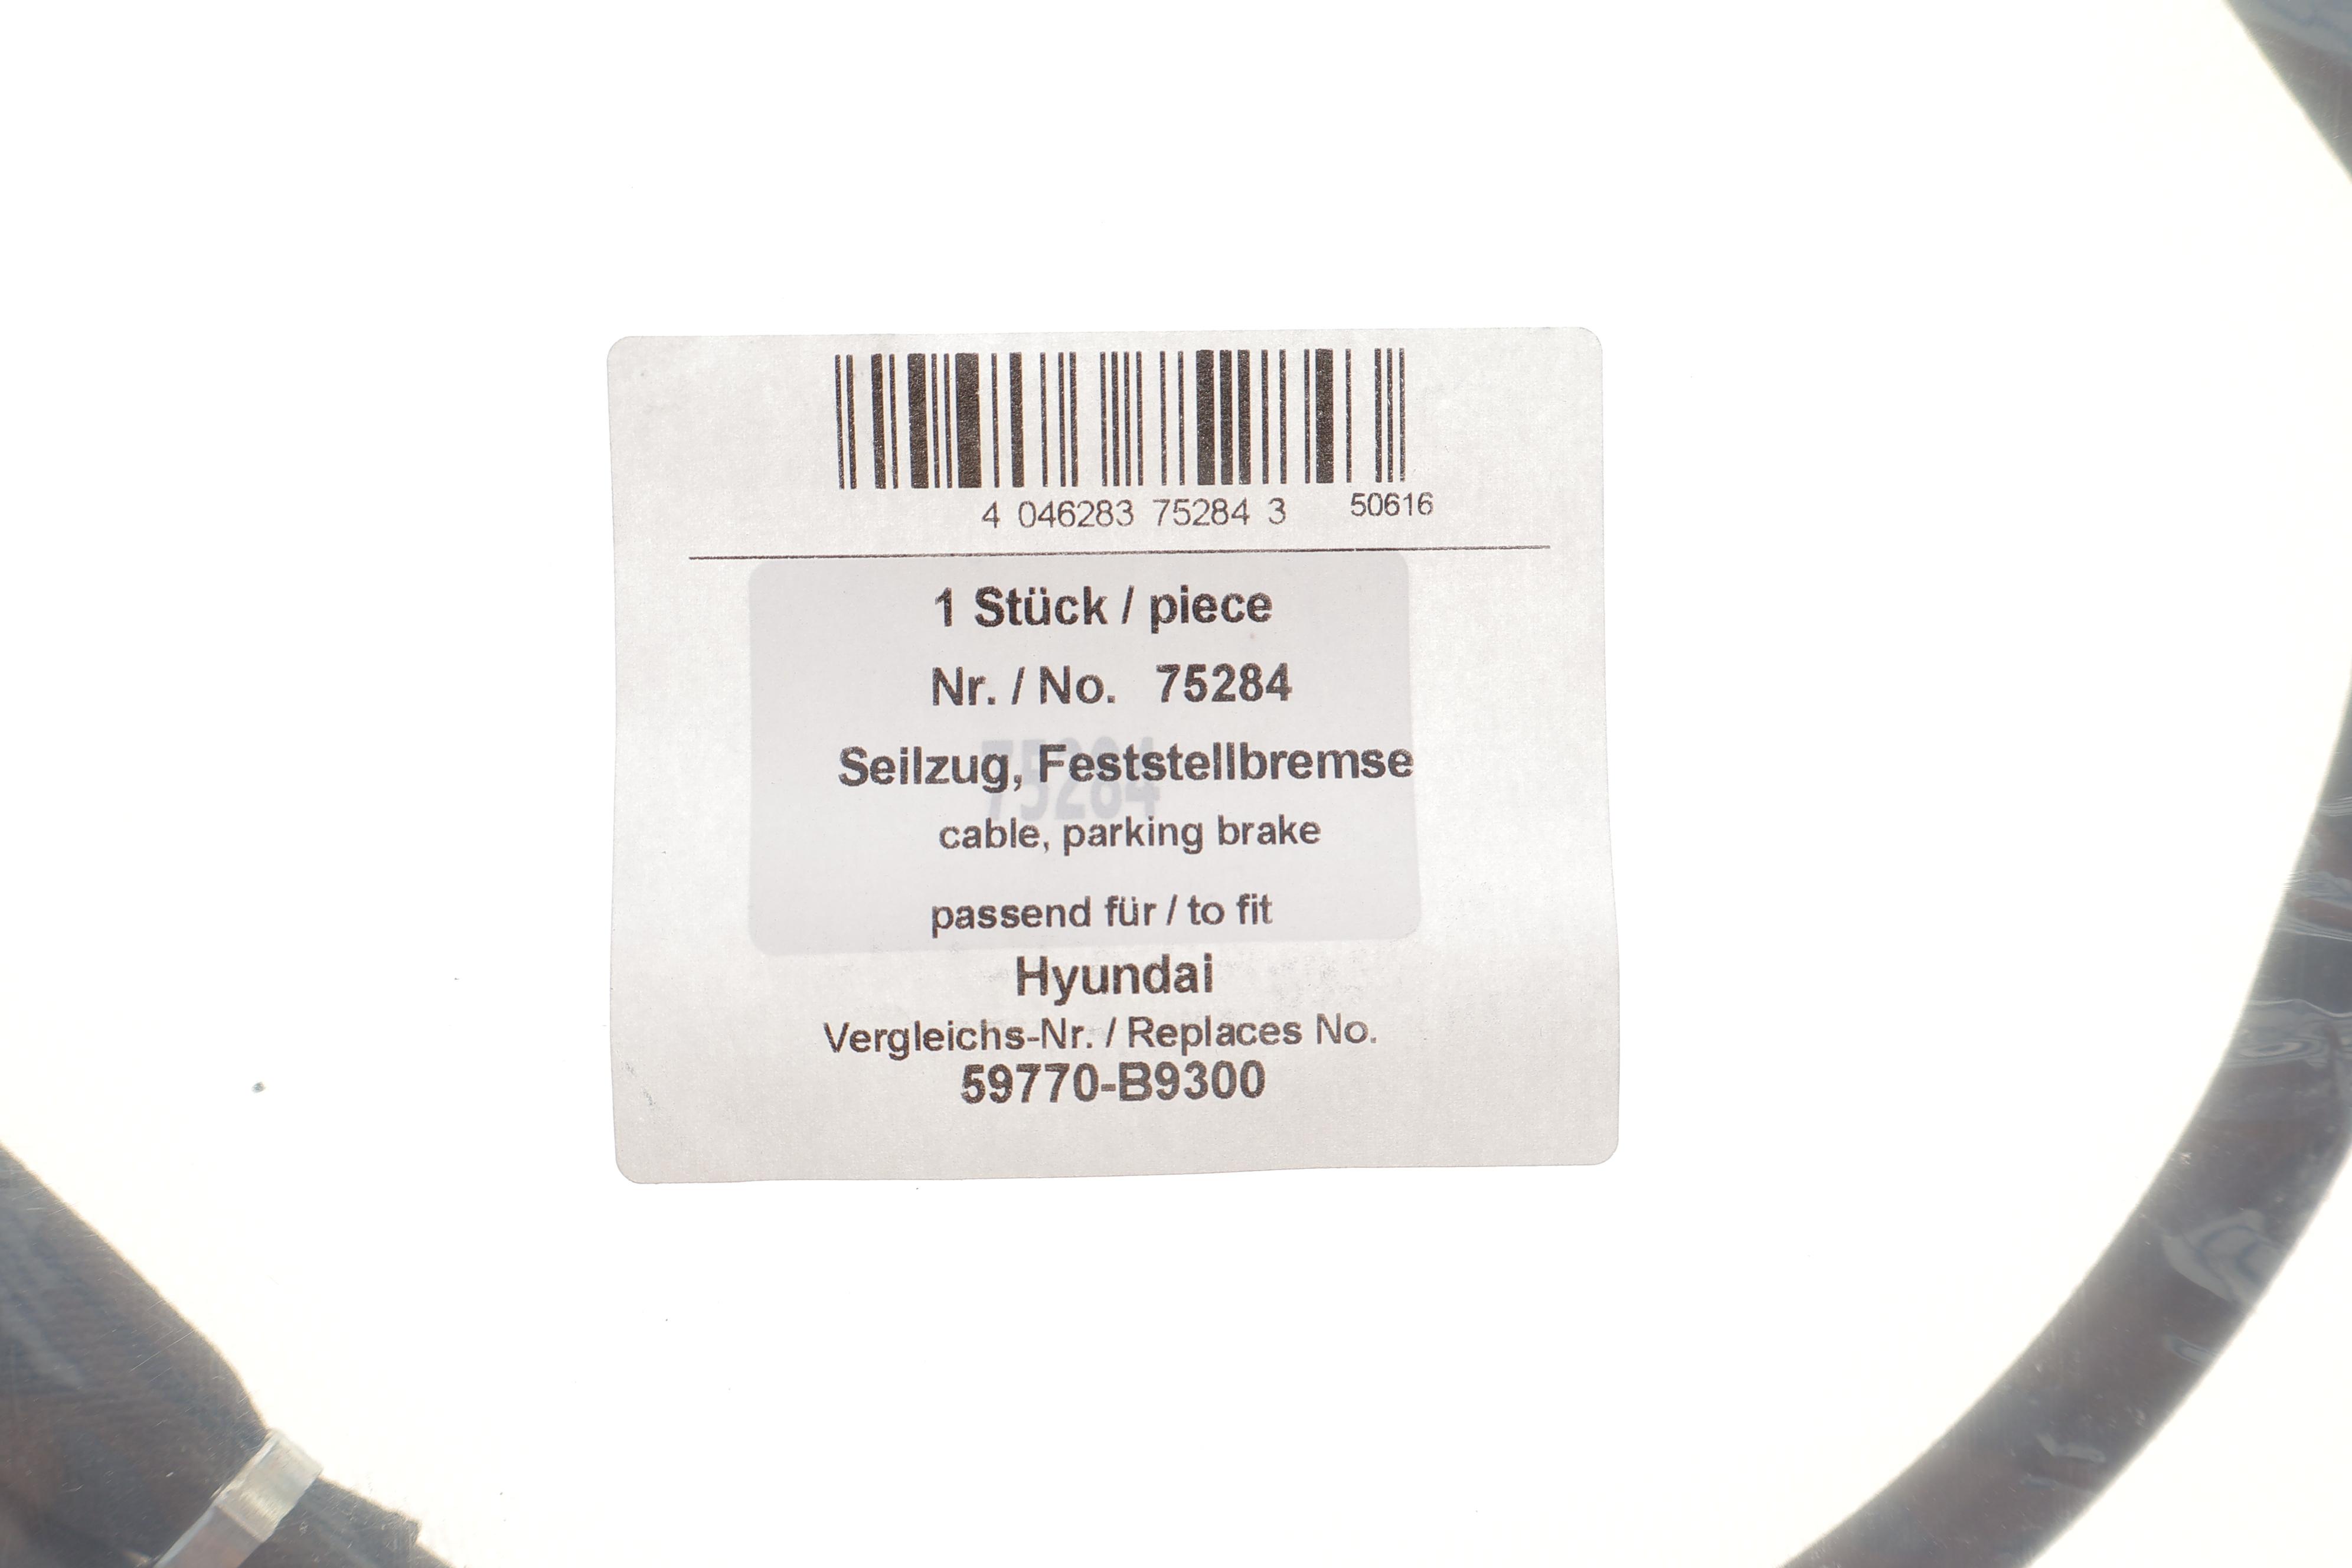 4 046283 75284 3 50616
1 Stück / piece
Nr. / No. 75284
Seilzug, Feststellbremse
75284
cable, parking brake
passend für / to fit
Hyundai
Vergleichs-Nr. / Replaces No.
59770-B9300